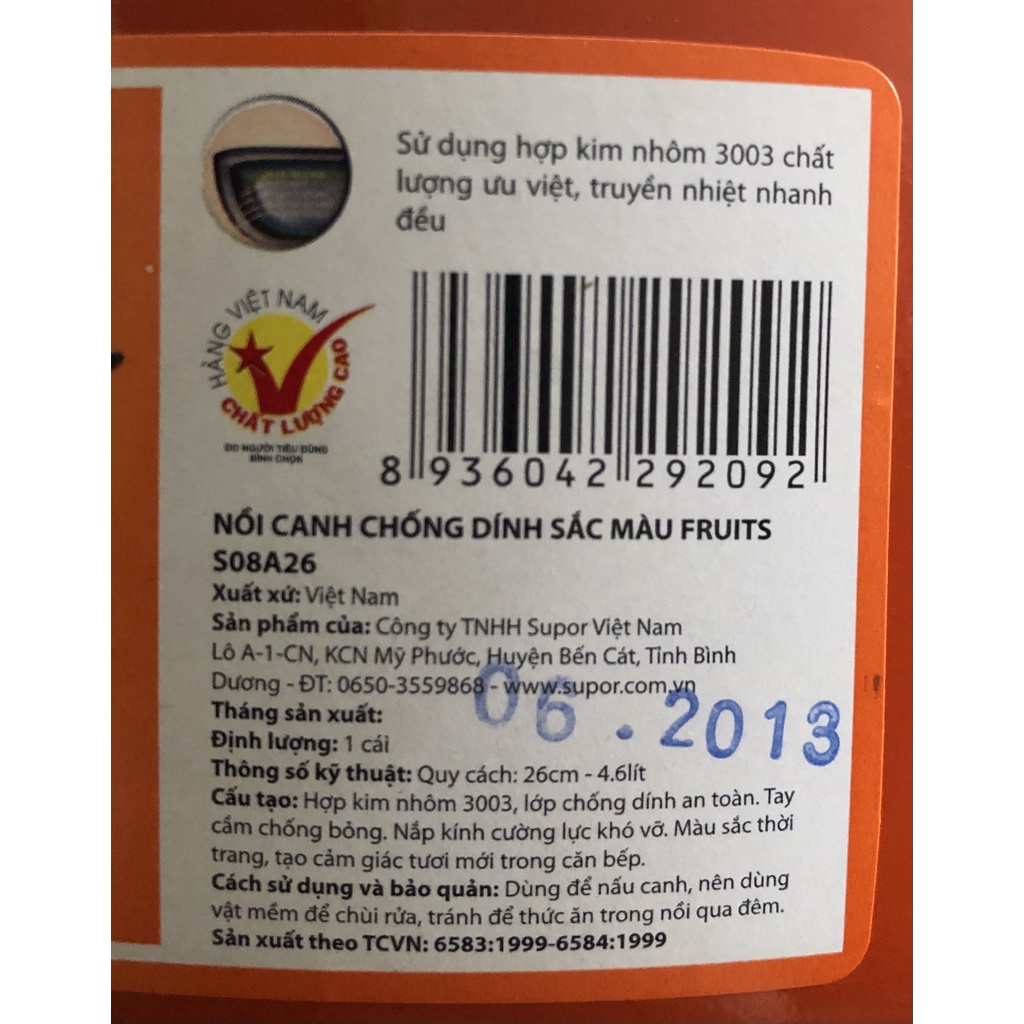 Sử dụng hợp kim nhôm 3003 chất
lượng ưu việt, truyền nhiệt nhanh
đều
HÀNG VIỆT NAM
CHẤT LƯỢNG CAO
DO NGƯỜI TIÊU DÙNG
BÌNH CHỌN
8 936042 292092
NỒI CANH CHỐNG DÍNH SẮC MÀU FRUITS
S08A26
Xuất xứ: Việt Nam
Sản phẩm của: Công ty TNHH Supor Việt Nam
Lô A-1-CN, KCN Mỹ Phước, Huyện Bến Cát, Tỉnh Bình
Dương - ĐT: 0650-3559868 - www.supor.com.vn
Tháng sản xuất: 06.2013
Định lượng: 1 cái
Thông số kỹ thuật: Quy cách: 26cm - 4.6lít
Cấu tạo: Hợp kim nhôm 3003, lớp chống dính an toàn. Tay
cầm chống bỏng. Nắp kính cường lực khó vỡ. Màu sắc thời
trang, tạo cảm giác tươi mới trong căn bếp.
Cách sử dụng và bảo quản: Dùng để nấu canh, nên dùng
vật mềm để chùi rửa, tránh để thức ăn trong nồi qua đêm.
Sản xuất theo TCVN: 6583:1999-6584:1999